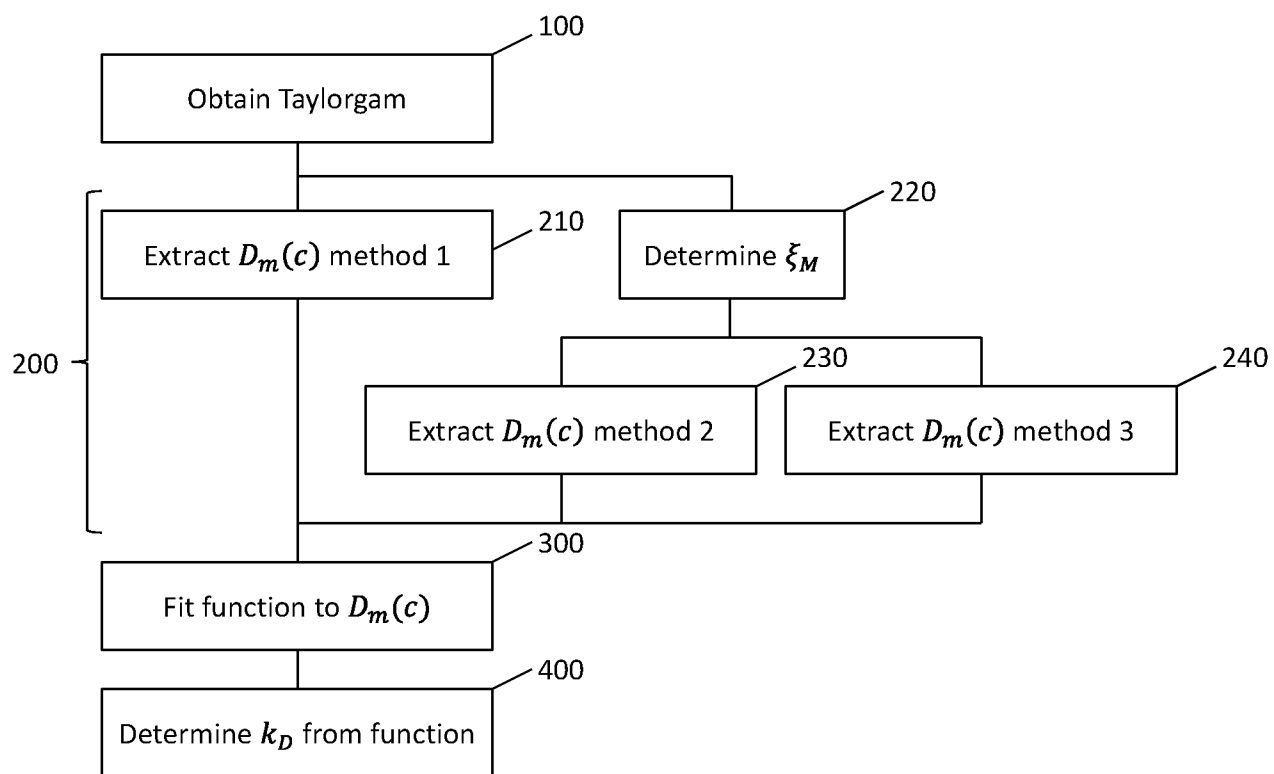 100
Obtain Taylorgam
220
210
Extract D_m(c) method 1
Determine ξ_M
200
230
240
Extract D_m(c) method 2
Extract D_m(c) method 3
300
Fit function to D_m(c)
400
Determine k_D from function